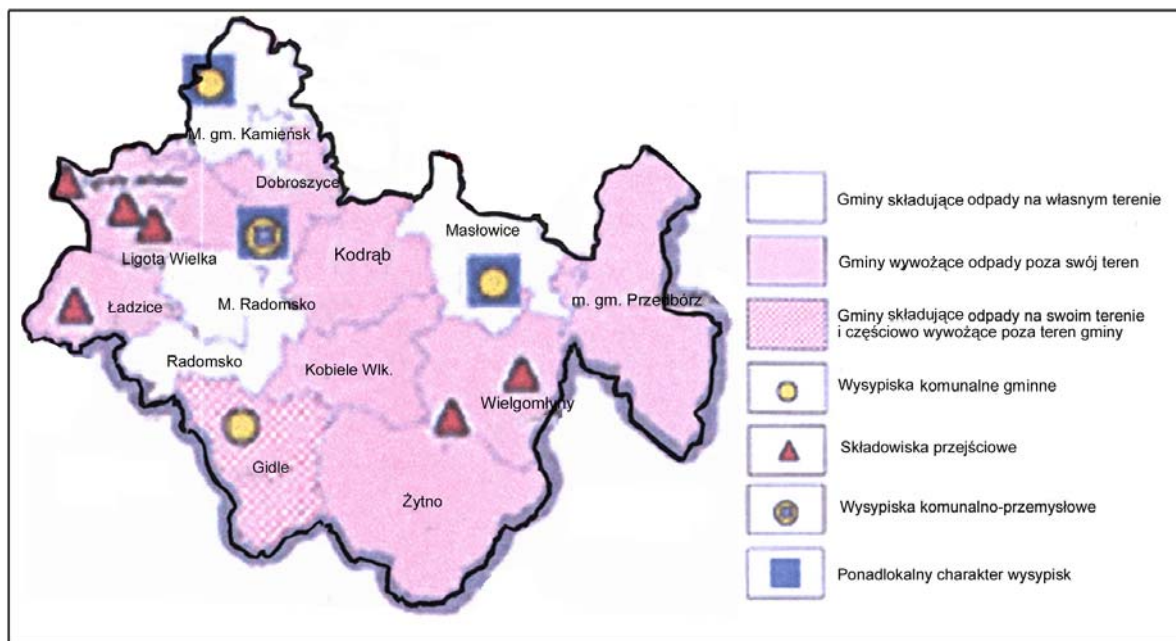 M. gm. Kamieńsk
Dobroszyce
Masłowice
Kodrąb
Ligota Wielka
M. Radomsko
m. gm. Przedbórz
Ładzice
Radomsko
Kobiele Wlk.
Wielgomłyny
Gidle
Żytno
Gminy składujące odpady na własnym terenie
Gminy wywożące odpady poza swój teren
Gminy składujące odpady na swoim terenie
i częściowo wywożące poza teren gminy
Wysypiska komunalne gminne
Składowiska przejściowe
Wysypiska komunalno-przemysłowe
Ponadlokalny charakter wysypisk